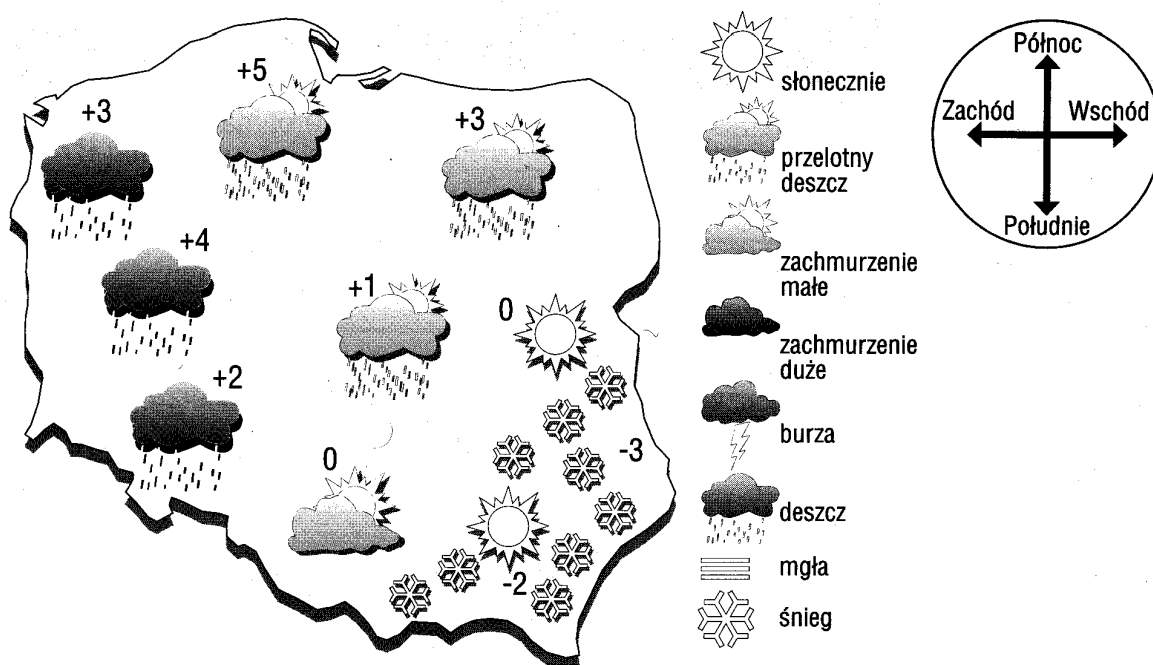 +5
+3
+3
+4
+1
0
+2
-3
0
-2
słonecznie
przelotny
deszcz
zachmurzenie
małe
zachmurzenie
duże
burza
deszcz
mgła
śnieg
Północ
Zachód
Wschód
Południe